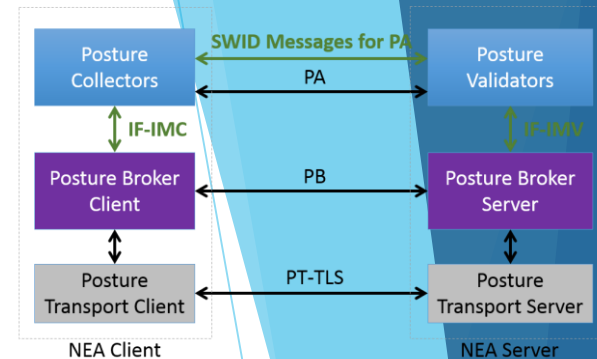 SWID Messages for PA
Posture
Collectors
PA
Posture
Validators
IF-IMC
IF-IMV
Posture Broker
Client
PB
Posture Broker
Server
Posture
Transport Client
PT-TLS
Posture
Transport Server
NEA Client
NEA Server